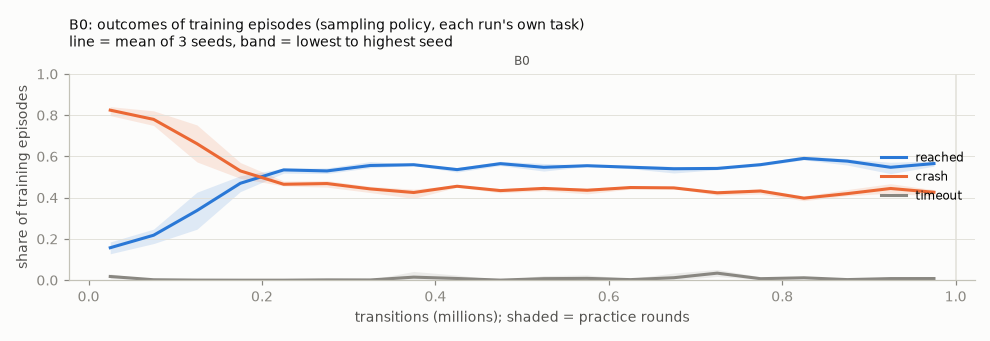 B0: outcomes of training episodes (sampling policy, each run's own task)
line = mean of 3 seeds, band = lowest to highest seed
B0
share of training episodes
1.0
0.8
0.6
0.4
0.2
0.0
reached
crash
timeout
0.0 0.2 0.4 0.6 0.8 1.0
transitions (millions); shaded = practice rounds